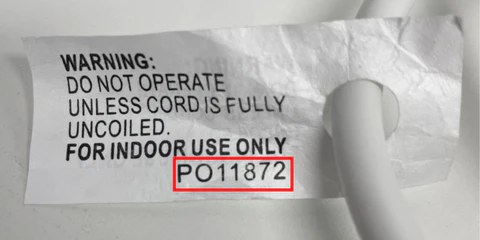 WARNING:
DO NOT OPERATE
UNLESS CORD IS FULLY
UNCOILED.
FOR INDOOR USE ONLY
PO11872